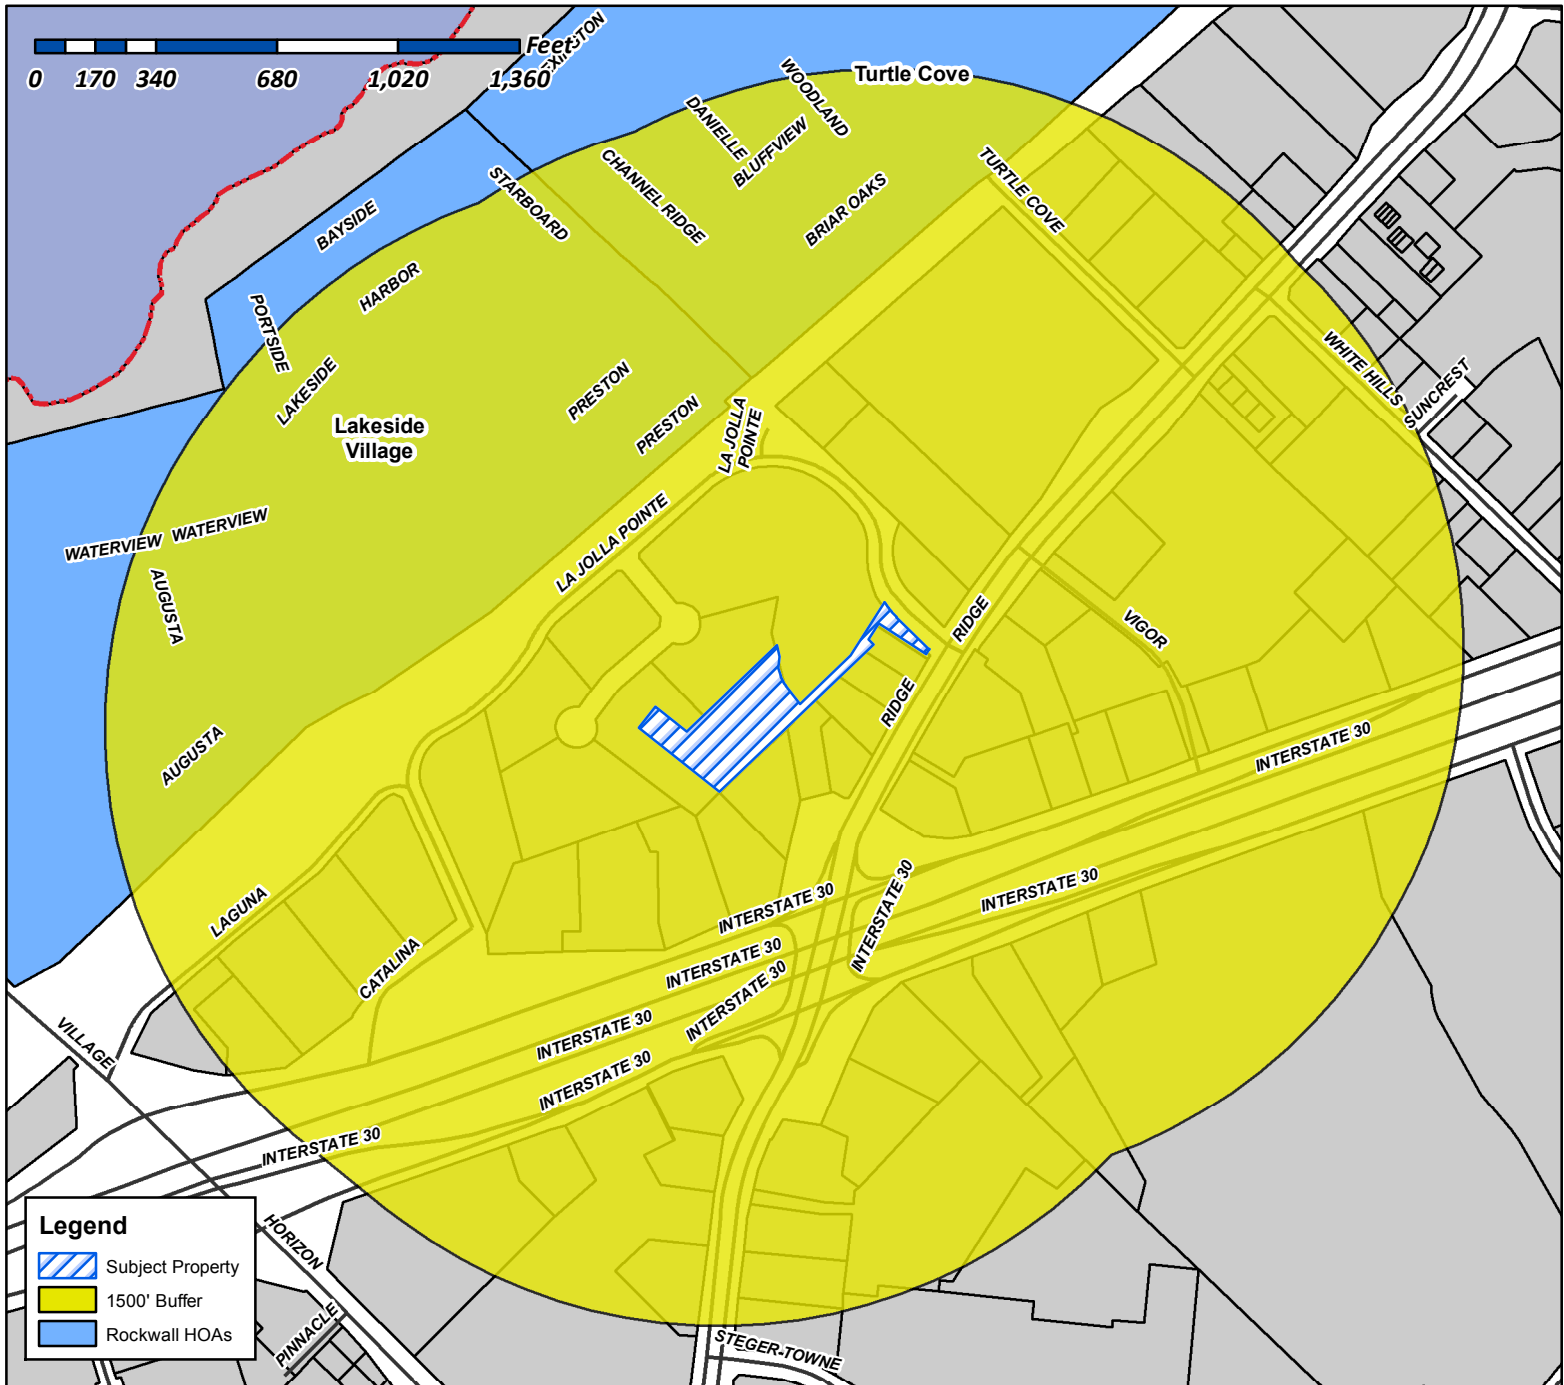 Feet
0 170 340 680 1,020 1,360
Turtle Cove
WOODLAND
DANIELLE
BLUFFVIEW
CHANNEL RIDGE
BRIAR OAKS
TURTLE COVE
STARBOARD
BAYSIDE
HARBOR
PORTSIDE
LAKESIDE
Lakeside
Village
PRESTON
PRESTON
LA JOLLA
POINTE
WHITE HILLS
SUNCREST
WATERVIEW WATERVIEW
LA JOLLA POINTE
AUGUSTA
RIDGE
VIGOR
RIDGE
AUGUSTA
INTERSTATE 30
LAGUNA
INTERSTATE 30
INTERSTATE 30
INTERSTATE 30
CATALINA
INTERSTATE 30
INTERSTATE 30
INTERSTATE 30
VILLAGE
INTERSTATE 30
INTERSTATE 30
HORIZON
PINNACLE
STEGER-TOWNE
Legend
Subject Property
1500' Buffer
Rockwall HOAs